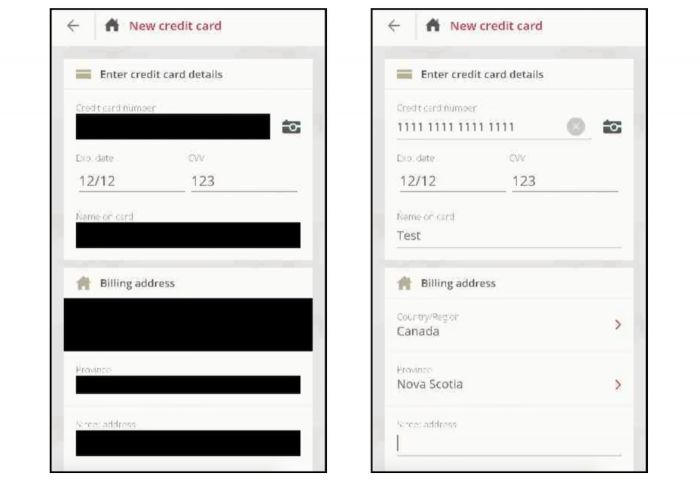 New credit card
Enter credit card details
Credit card number
Exp. date CVV
12/12 123
Name on card
Billing address
Province
Street address
New credit card
Enter credit card details
Credit card number
1111 1111 1111 1111
Exp. date CVV
12/12 123
Name on card
Test
Billing address
Country/Region
Canada
Province
Nova Scotia
Street address